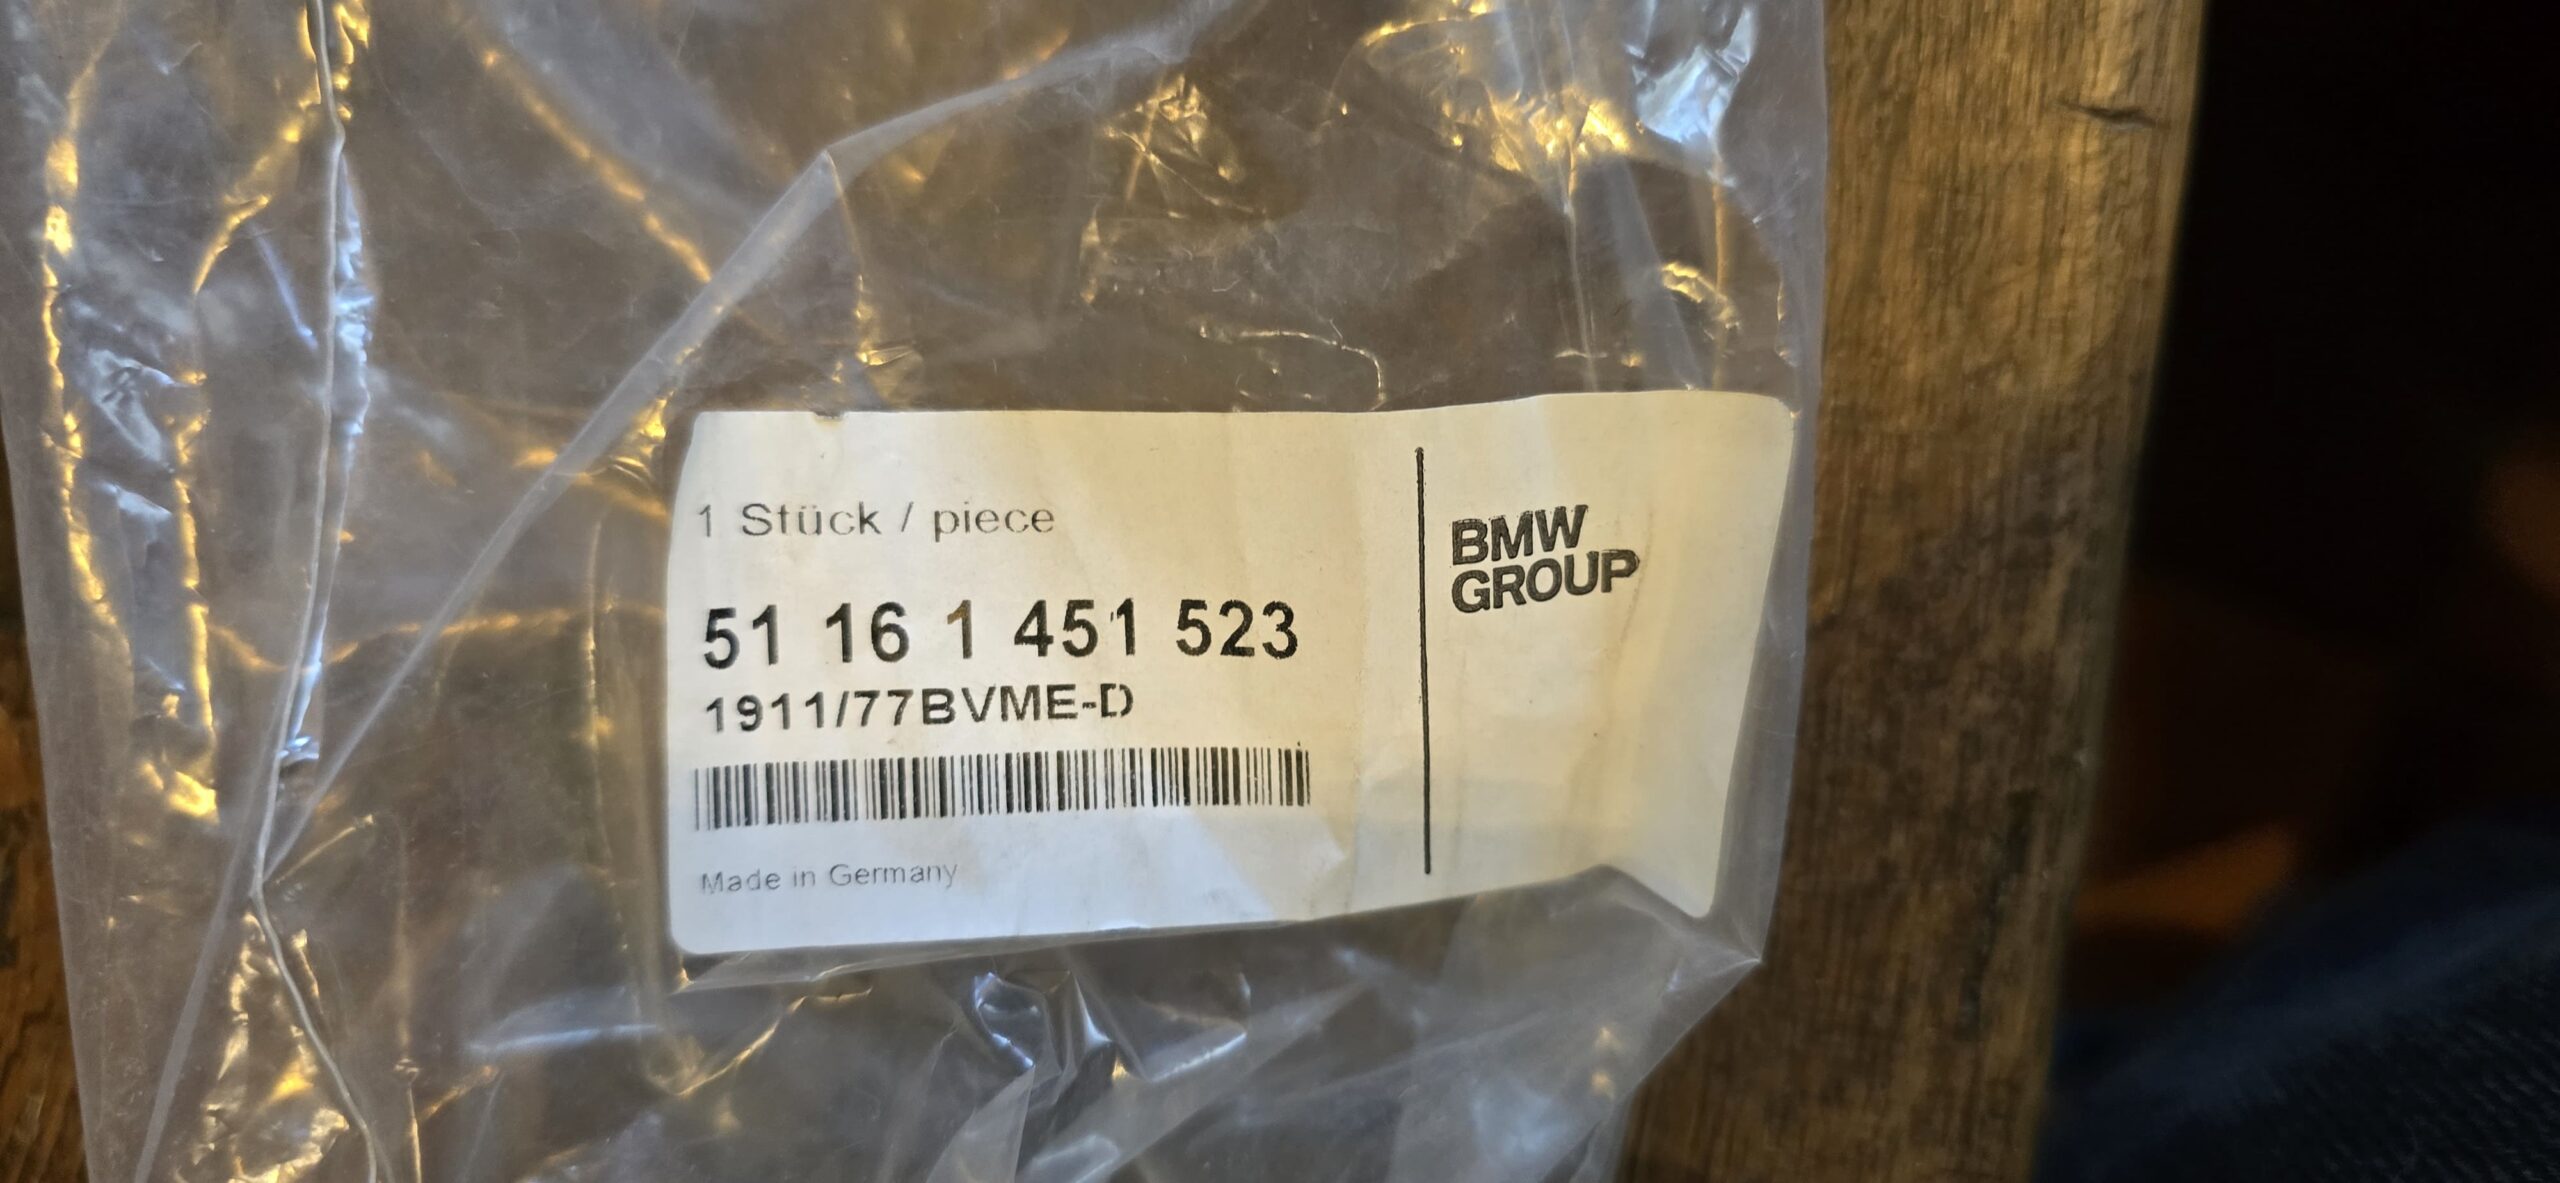 1 Stück / piece
51 16 1 451 523
1911/77BVME-D
Made in Germany
BMW
GROUP